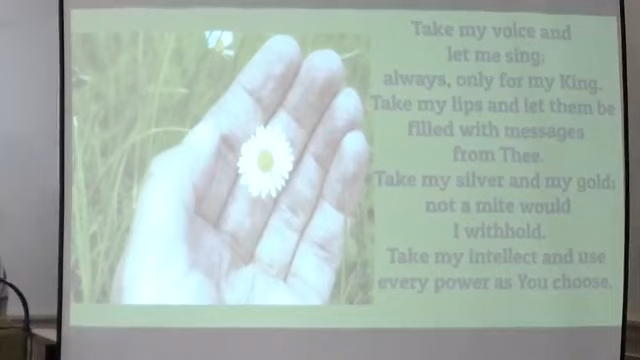 Take my voice and
let me sing;
always, only for my King.
Take my lips and let them be
filled with messages
from Thee.
Take my silver and my gold;
not a mite would
I withhold.
Take my intellect and use
every power as You choose.